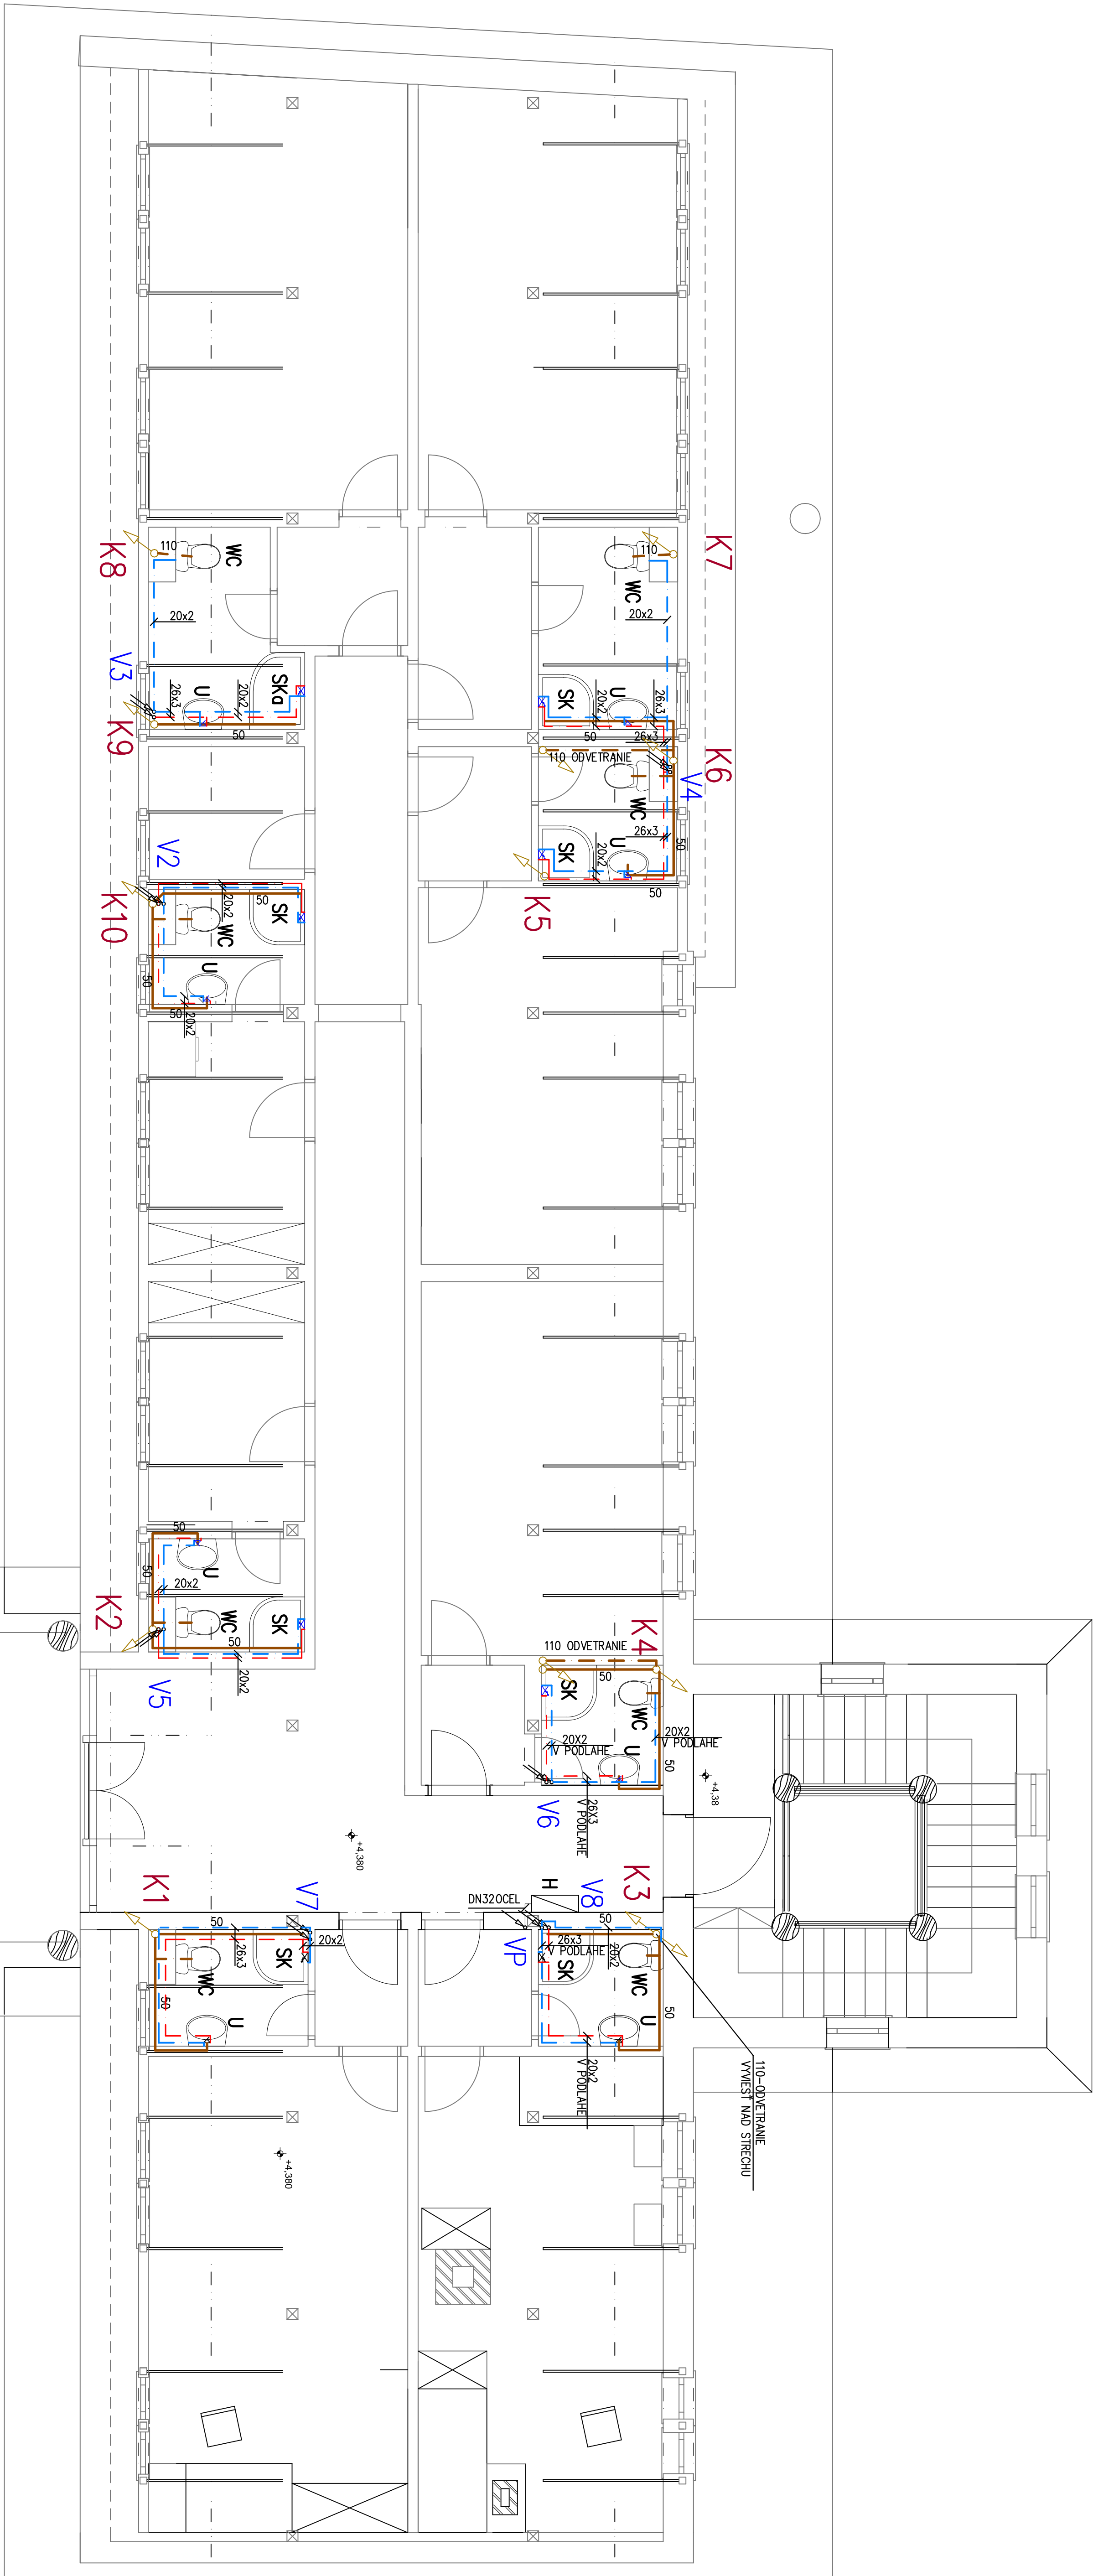 K7
110
WC
20x2
110
WC
K8
20x2
V3
U
SKa
26x3
20x2
50
K9
SK
U
20x2
26x3
50
26x3
K6
V4
110 ODVETRANIE
WC
26x3
SK
U
20x2
50
50
K5
V2
K10
20x2
50
SK
WC
U
50
50
20x2
50
50
U
20x2
K2
WC
SK
50
20x2
V5
K4
110 ODVETRANIE
50
SK
WC
U
20X2
V PODLAHE
20X2
V PODLAHE
50
26X3
V PODLAHE
V6
+4,38
+4,380
K1
V7
H
DN32OCEL
V8
K3
VP
50
26x3
20x2
SK
WC
U
50
50
26x3
V PODLAHE
20x2
SK
WC
U
50
20x2
V PODLAHE
110-ODVETRANIE
VYVIESŤ NAD STRECHU
+4,380